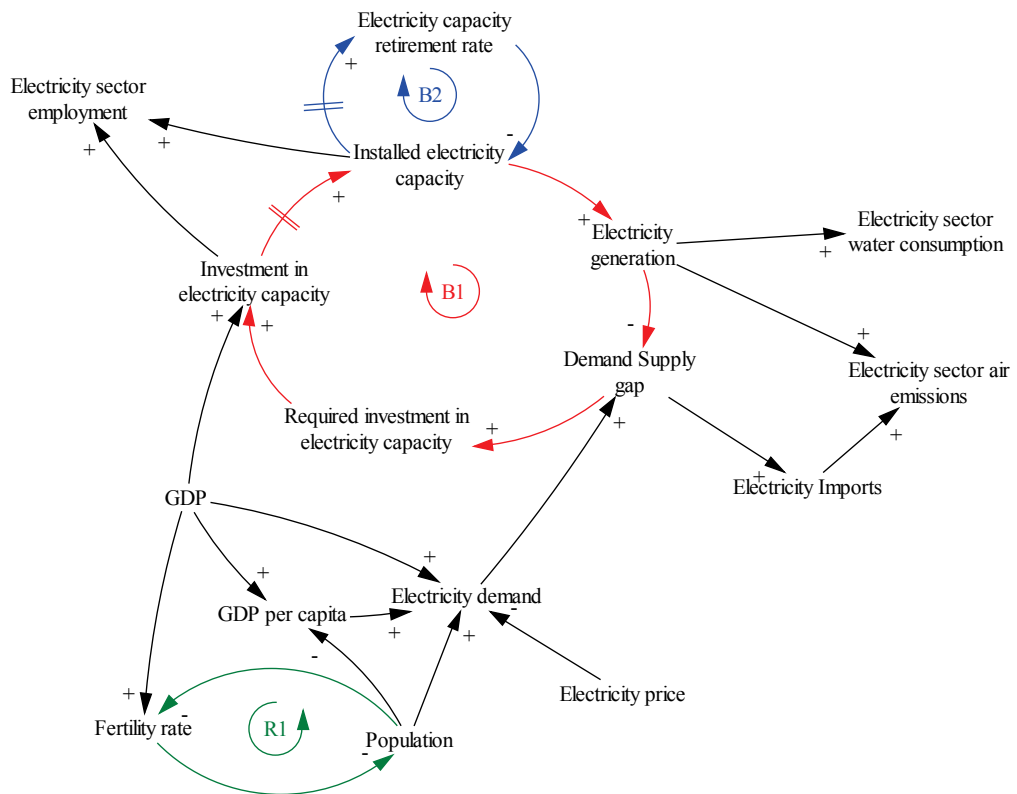 Electricity capacity
retirement rate
+
B2
Electricity sector
employment
+
+
-
Installed electricity
capacity
+
+
Electricity
generation
Electricity sector
water consumption
+
Investment in
electricity capacity
+
+
B1
-
Demand Supply
gap
+
Electricity sector air
emissions
+
Required investment in
electricity capacity
+
+
+
Electricity Imports
GDP
+
+
Electricity demand
-
GDP per capita
+
+
-
Electricity price
+
-
Fertility rate
R1
-
Population